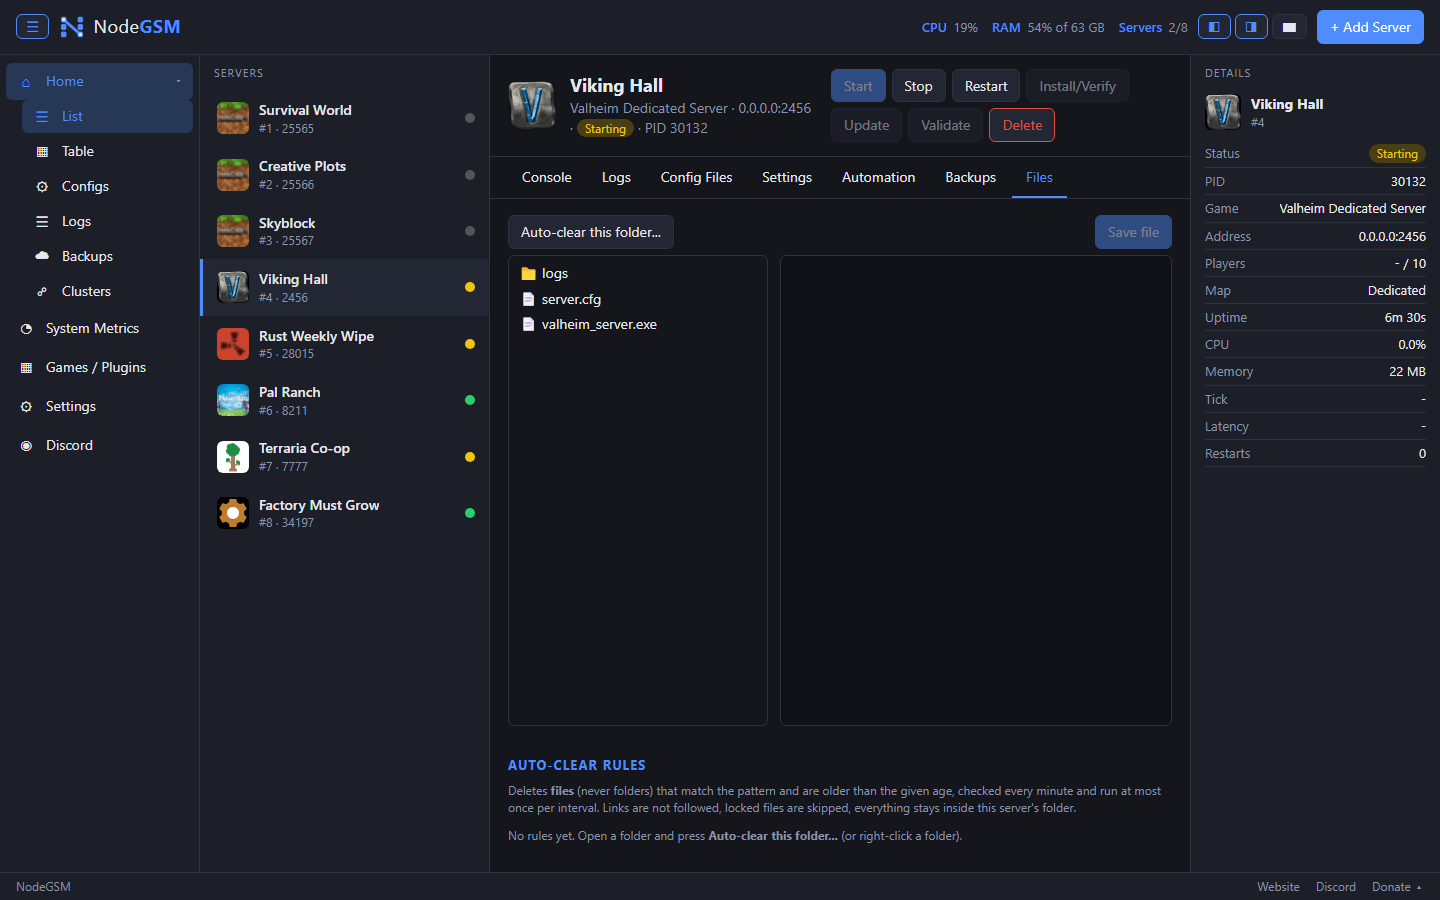 NodeGSM
CPU 19% RAM 54% of 63 GB Servers 2/8
+ Add Server
Home
List
Table
Configs
Logs
Backups
Clusters
System Metrics
Games / Plugins
Settings
Discord
SERVERS
Survival World
#1 · 25565
Creative Plots
#2 · 25566
Skyblock
#3 · 25567
Viking Hall
#4 · 2456
Rust Weekly Wipe
#5 · 28015
Pal Ranch
#6 · 8211
Terraria Co-op
#7 · 7777
Factory Must Grow
#8 · 34197
Viking Hall
Valheim Dedicated Server · 0.0.0.0:2456
· Starting · PID 30132
Start Stop Restart Install/Verify
Update Validate Delete
Console Logs Config Files Settings Automation Backups Files
Auto-clear this folder...
Save file
logs
server.cfg
valheim_server.exe
AUTO-CLEAR RULES
Deletes files (never folders) that match the pattern and are older than the given age, checked every minute and run at most
once per interval. Links are not followed, locked files are skipped, everything stays inside this server's folder.
No rules yet. Open a folder and press Auto-clear this folder... (or right-click a folder).
DETAILS
Viking Hall
#4
Status Starting
PID 30132
Game Valheim Dedicated Server
Address 0.0.0.0:2456
Players - / 10
Map Dedicated
Uptime 6m 30s
CPU 0.0%
Memory 22 MB
Tick -
Latency -
Restarts 0
NodeGSM
Website Discord Donate